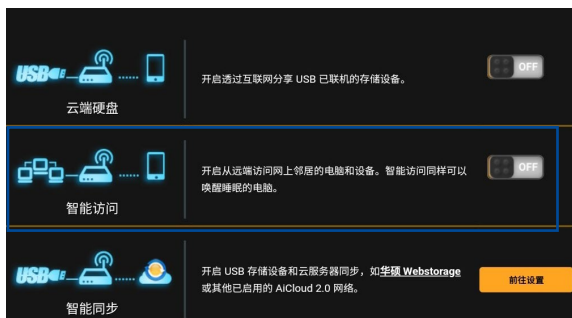 USB
云端硬盘
开启透过互联网分享 USB 已联机的存储设备。
OFF
智能访问
开启从远端访问网上邻居的电脑和设备。智能访问同样可以
唤醒睡眠的电脑。
OFF
USB
智能同步
开启 USB 存储设备和云服务器同步，如华硕 Webstorage
或其他已启用的 AiCloud 2.0 网络。
前往设置